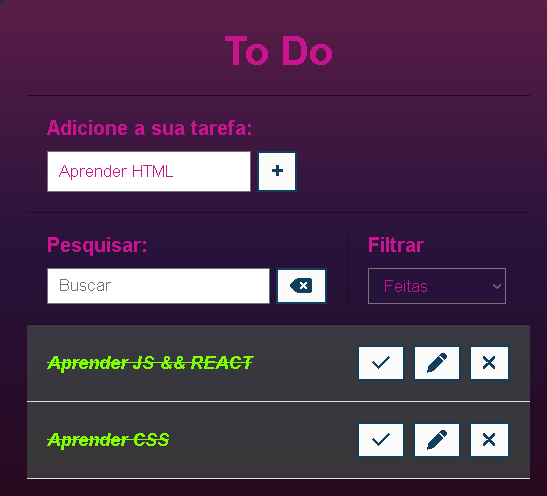 To Do
Adicione a sua tarefa:
Aprender HTML
Pesquisar:
Filtrar
Buscar
Feitas
Aprender JS && REACT
Aprender CSS